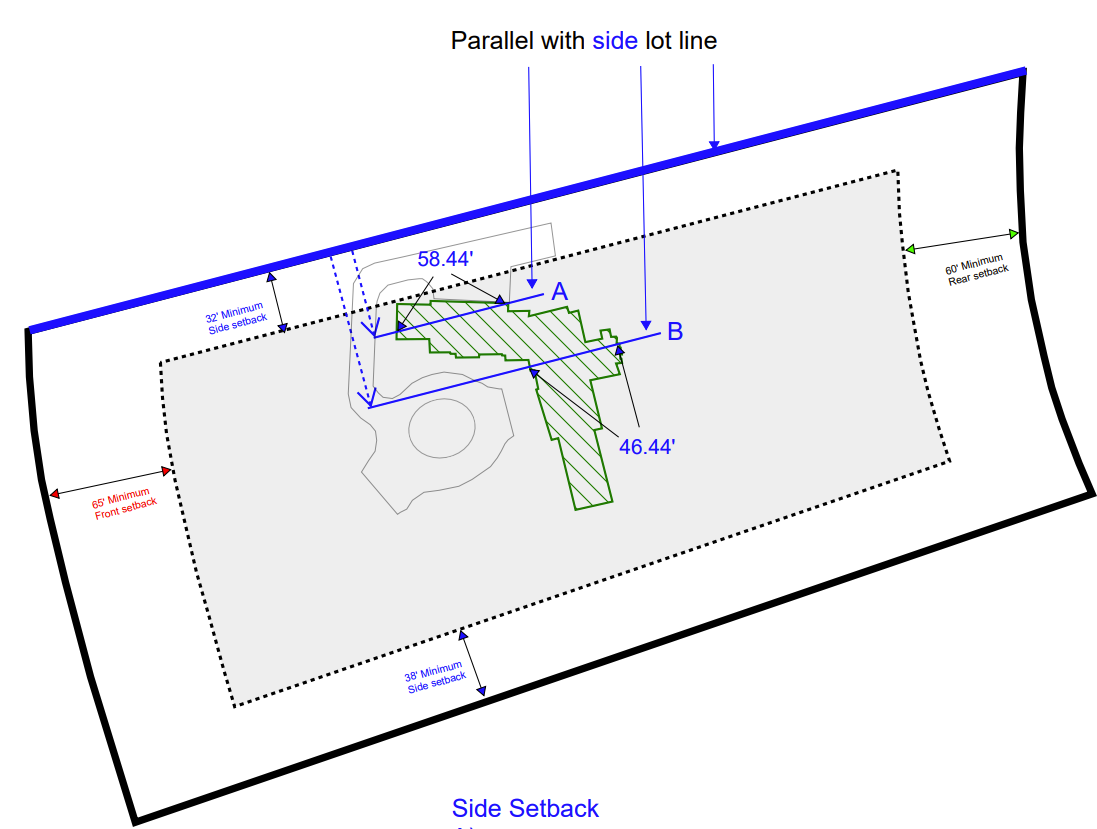 Parallel with side lot line
58.44'
A
B
60' Minimum
Rear setback
32' Minimum
Side setback
46.44'
65' Minimum
Front setback
38' Minimum
Side setback
Side Setback